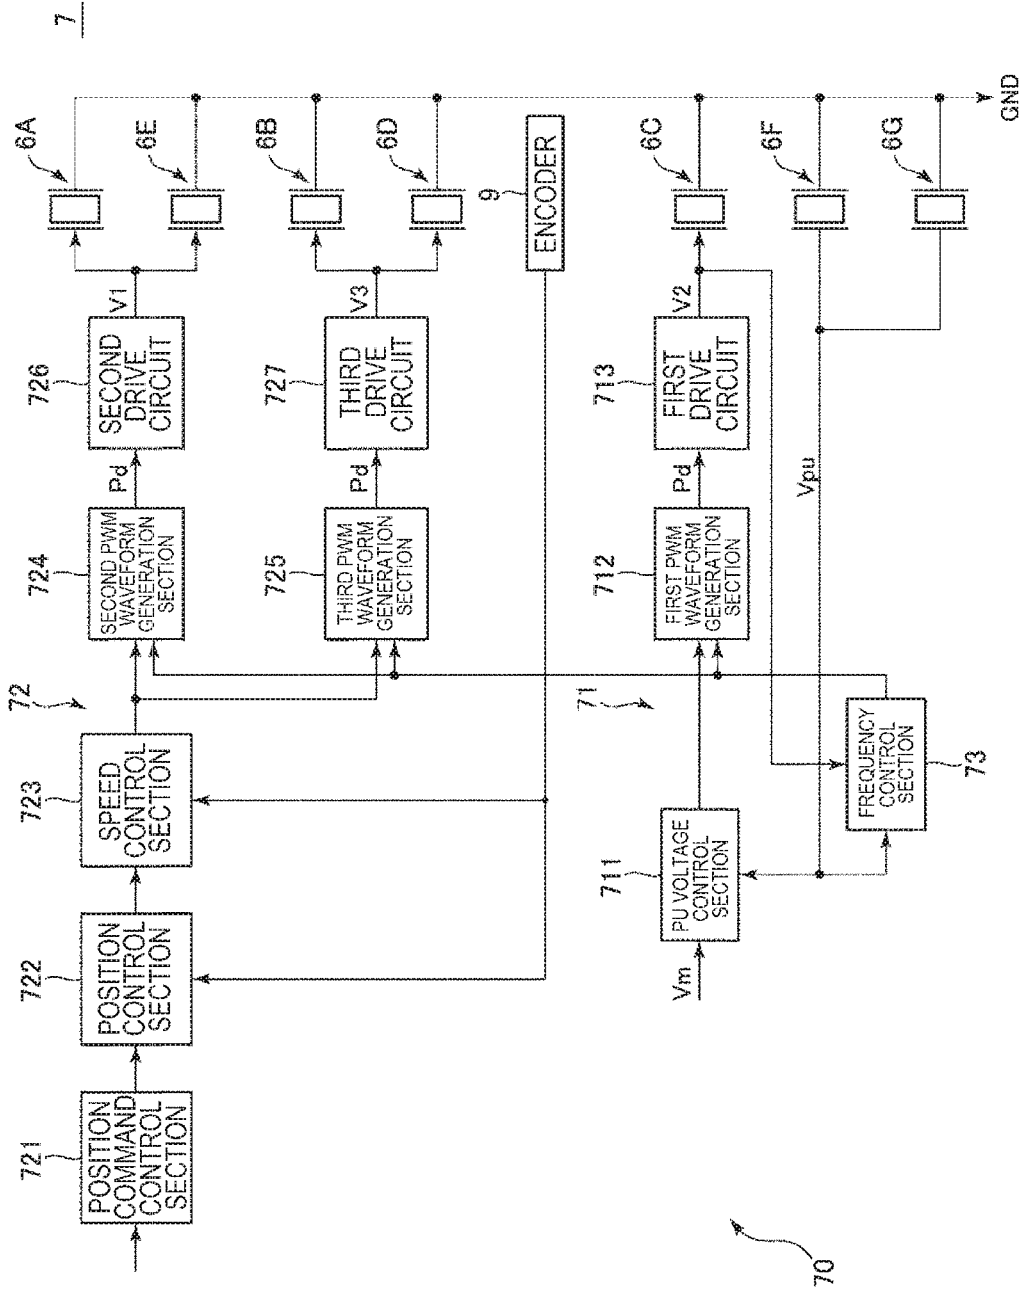 7
72
721
POSITION
COMMAND
CONTROL
SECTION
722
POSITION
CONTROL
SECTION
723
SPEED
CONTROL
SECTION
724
SECOND PWM
WAVEFORM
GENERATION
SECTION
Pd
726
SECOND
DRIVE
CIRCUIT
V1
6A
6E
725
THIRD PWM
WAVEFORM
GENERATION
SECTION
Pd
727
THIRD
DRIVE
CIRCUIT
V3
6B
6D
9
ENCODER
71
Vm
711
PU VOLTAGE
CONTROL
SECTION
712
FIRST PWM
WAVEFORM
GENERATION
SECTION
Pd
713
FIRST
DRIVE
CIRCUIT
V2
6C
6F
6G
Vpu
FREQUENCY
CONTROL
SECTION
73
GND
70